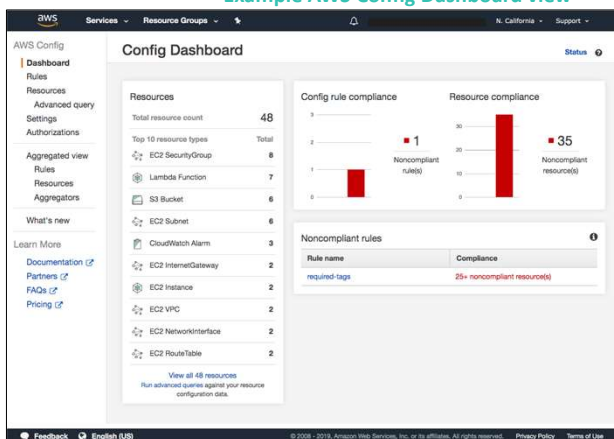 Example AWS Config Dashboard view
aws Services Resource Groups N. California Support
AWS Config
Dashboard
Rules
Resources
Advanced query
Settings
Authorizations
Aggregated view
Rules
Resources
Aggregators
What's new
Learn More
Documentation
Partners
FAQs
Pricing
Config Dashboard
Status
Resources
Total resource count 48
Top 10 resource types Total
EC2 SecurityGroup 8
Lambda Function 7
S3 Bucket 6
EC2 Subnet 6
CloudWatch Alarm 3
EC2 InternetGateway 2
EC2 Instance 2
EC2 VPC 2
EC2 NetworkInterface 2
EC2 RouteTable 2
View all 48 resources
Run advanced queries against your resource
configuration data.
Config rule compliance
3
2
1
0
1
Noncompliant
rule(s)
Resource compliance
30
20
10
0
35
Noncompliant
resource(s)
Noncompliant rules
Rule name Compliance
required-tags 25+ noncompliant resource(s)
Feedback English (US) © 2008 - 2019, Amazon Web Services, Inc. or its affiliates. All rights reserved. Privacy Policy Terms of Use